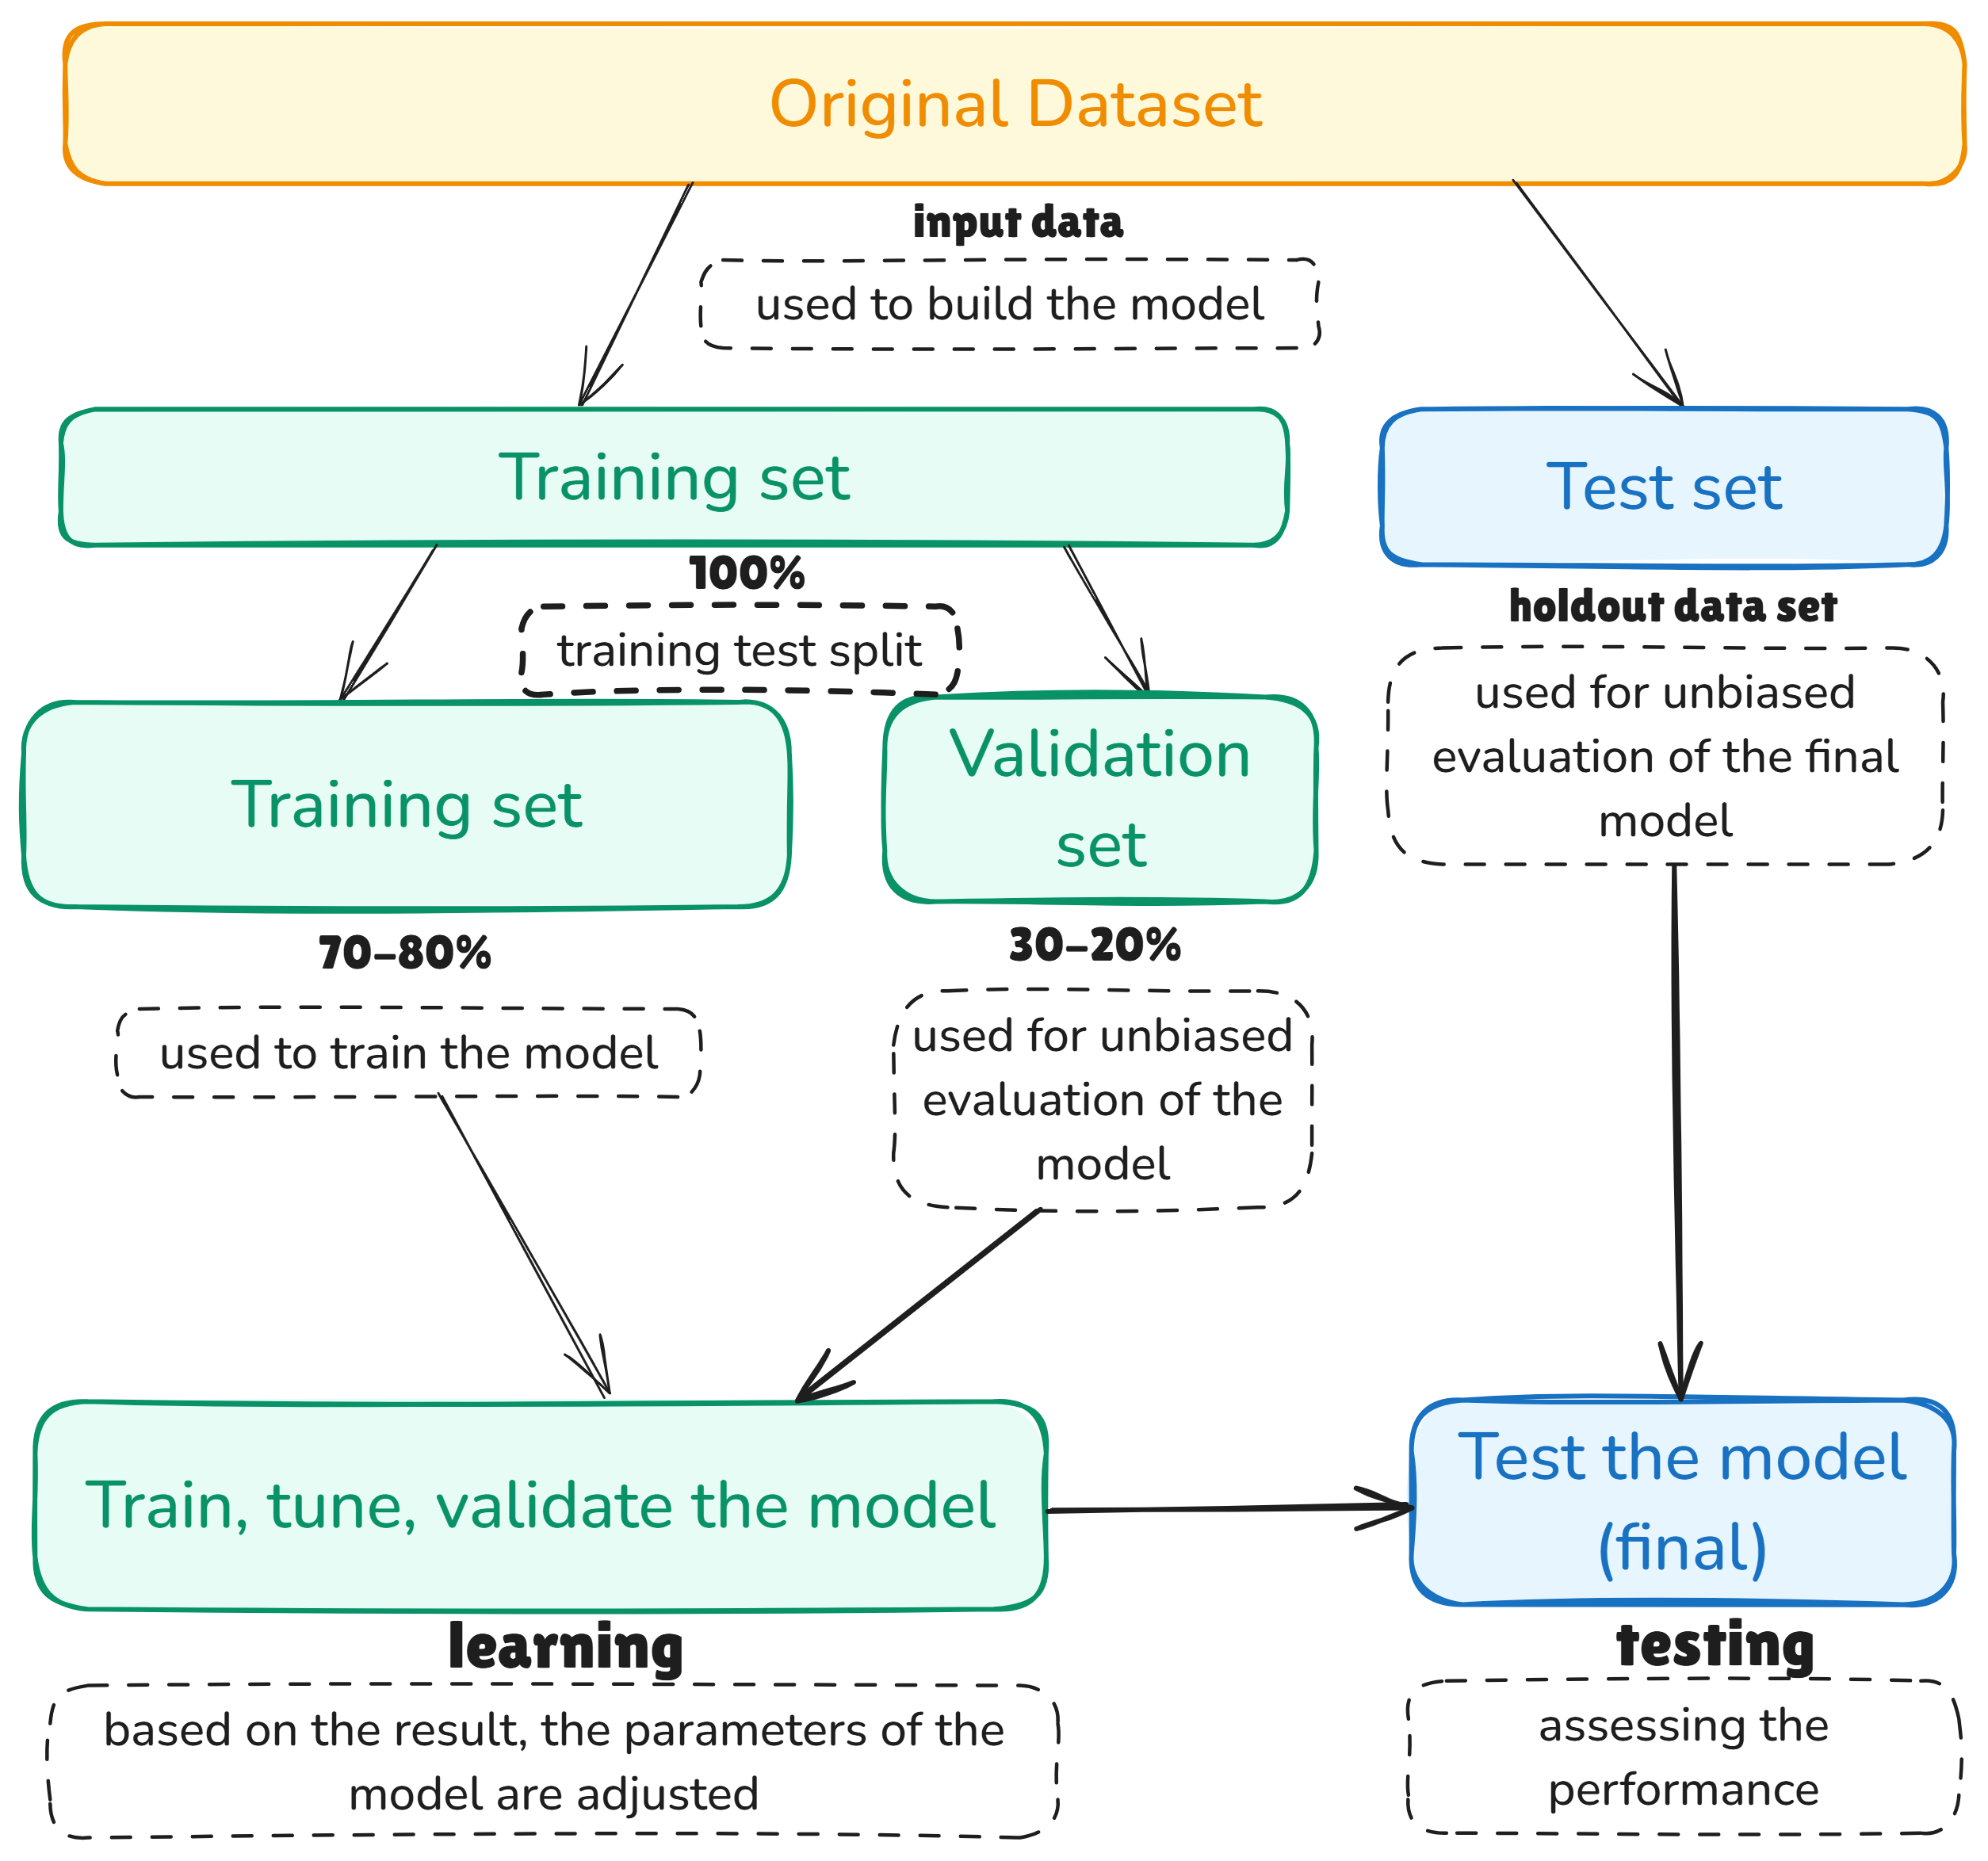 Original Dataset
input data
used to build the model
Training set
Test set
100%
training test split
holdout data set
used for unbiased
evaluation of the final
model
Training set
Validation
set
70-80%
30-20%
used to train the model
used for unbiased
evaluation of the
model
Train, tune, validate the model
Test the model
(final)
learning
testing
based on the result, the parameters of the
model are adjusted
assessing the
performance